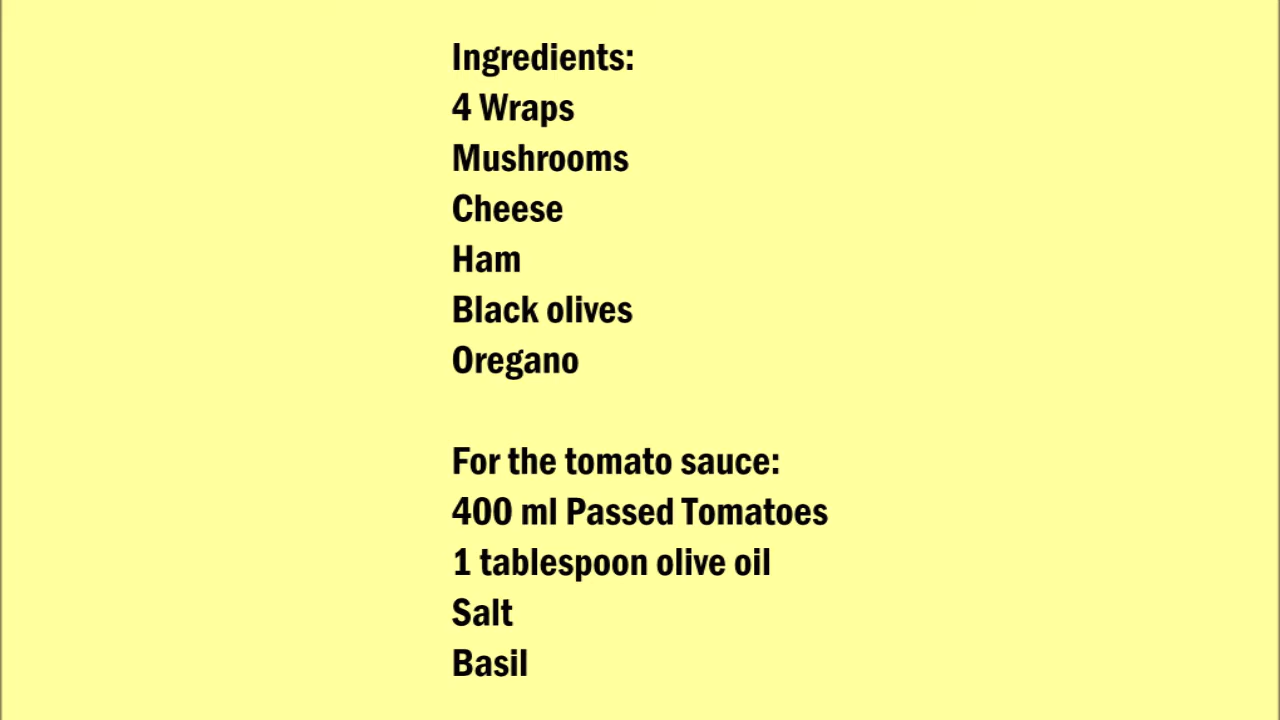 Ingredients:
4 Wraps
Mushrooms
Cheese
Ham
Black olives
Oregano
For the tomato sauce:
400 ml Passed Tomatoes
1 tablespoon olive oil
Salt
Basil